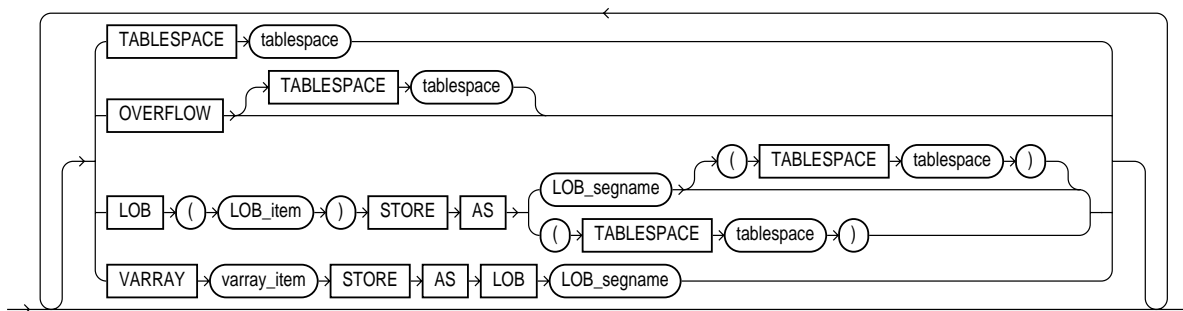 TABLESPACE tablespace
TABLESPACE tablespace
OVERFLOW
( TABLESPACE tablespace )
LOB_segname
LOB ( LOB_item ) STORE AS
( TABLESPACE tablespace )
VARRAY varray_item STORE AS LOB LOB_segname